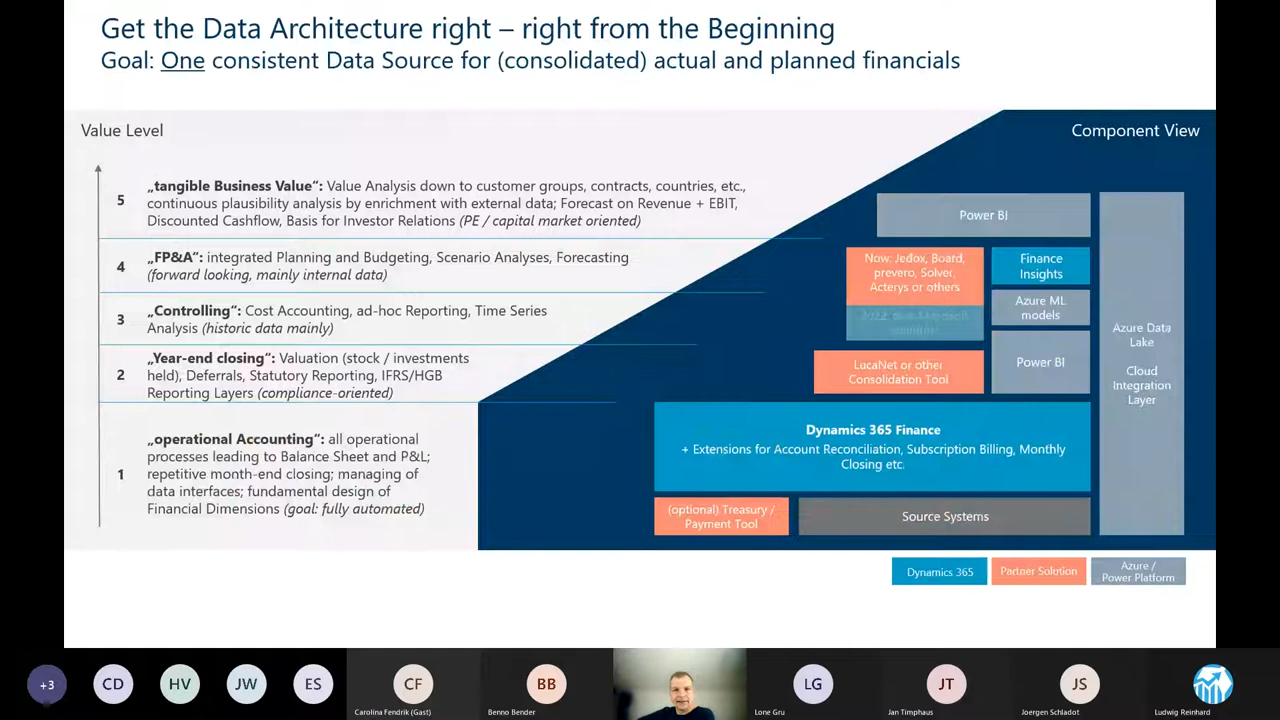 Get the Data Architecture right – right from the Beginning
Goal: One consistent Data Source for (consolidated) actual and planned financials
Value Level
Component View
5
„tangible Business Value“: Value Analysis down to customer groups, contracts, countries, etc.,
continuous plausibility analysis by enrichment with external data; Forecast on Revenue + EBIT,
Discounted Cashflow, Basis for Investor Relations (PE / capital market oriented)
4
„FP&A“: integrated Planning and Budgeting, Scenario Analyses, Forecasting
(forward looking, mainly internal data)
3
„Controlling“: Cost Accounting, ad-hoc Reporting, Time Series
Analysis (historic data mainly)
2
„Year-end closing“: Valuation (stock / investments
held), Deferrals, Statutory Reporting, IFRS/HGB
Reporting Layers (compliance-oriented)
1
„operational Accounting“: all operational
processes leading to Balance Sheet and P&L;
repetitive month-end closing; managing of
data interfaces; fundamental design of
Financial Dimensions (goal: fully automated)
Power BI
Now: Jedox, Board,
prevero, Solver,
Acterys or others
Finance
Insights
Azure ML
models
LucaNet or other
Consolidation Tool
Power BI
Azure Data
Lake
Cloud
Integration
Layer
Dynamics 365 Finance
+ Extensions for Account Reconciliation, Subscription Billing, Monthly
Closing etc.
(optional) Treasury /
Payment Tool
Source Systems
Dynamics 365
Partner Solution
Azure /
Power Platform
+3
CD
HV
JW
ES
CF
Carolina Fendrik (Gast)
BB
Benno Bender
LG
Lone Gru
JT
Jan Timphaus
JS
Joergen Schladot
Ludwig Reinhard